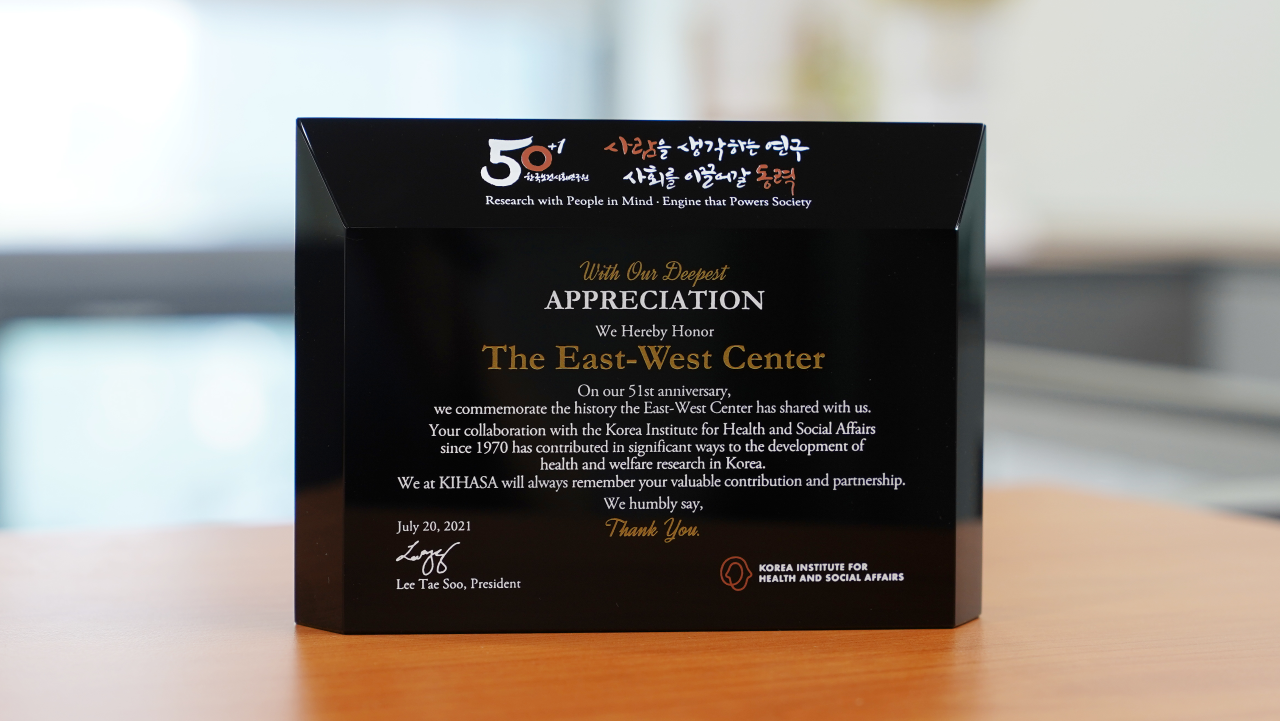 50+1
한국보건사회연구원
사람을 생각하는 연구
사회를 이끌어갈 동력
Research with People in Mind · Engine that Powers Society
With Our Deepest
APPRECIATION
We Hereby Honor
The East-West Center
On our 51st anniversary,
we commemorate the history the East-West Center has shared with us.
Your collaboration with the Korea Institute for Health and Social Affairs
since 1970 has contributed in significant ways to the development of
health and welfare research in Korea.
We at KIHASA will always remember your valuable contribution and partnership.
We humbly say,
Thank You.
July 20, 2021
Lee Tae Soo, President
KOREA INSTITUTE FOR
HEALTH AND SOCIAL AFFAIRS